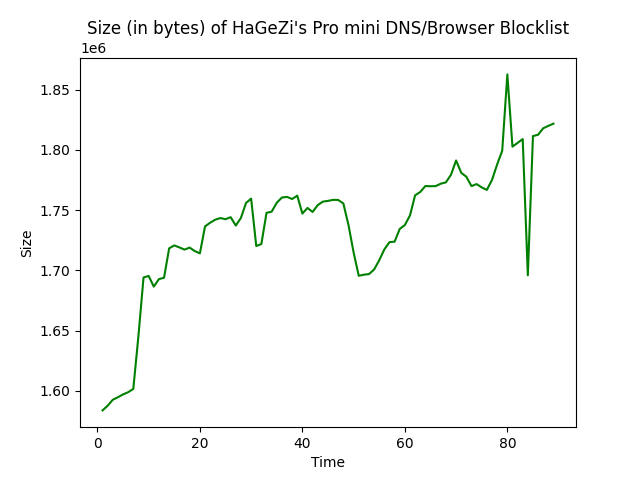 Size (in bytes) of HaGeZi's Pro mini DNS/Browser Blocklist
1e6
1.85
1.80
1.75
1.70
1.65
1.60
Size
0 20 40 60 80
Time